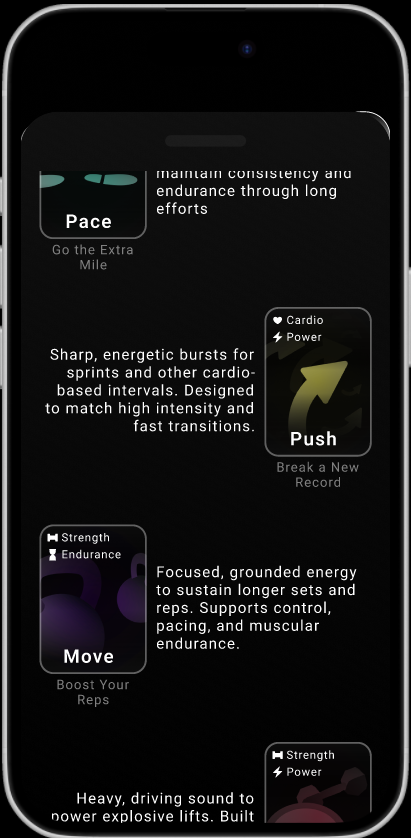 maintain consistency and
endurance through long
efforts
Pace
Go the Extra
Mile
Cardio
Power
Sharp, energetic bursts for
sprints and other cardio-
based intervals. Designed
to match high intensity and
fast transitions.
Push
Break a New
Record
Strength
Endurance
Focused, grounded energy
to sustain longer sets and
reps. Supports control,
pacing, and muscular
endurance.
Move
Boost Your
Reps
Strength
Power
Heavy, driving sound to
power explosive lifts. Built